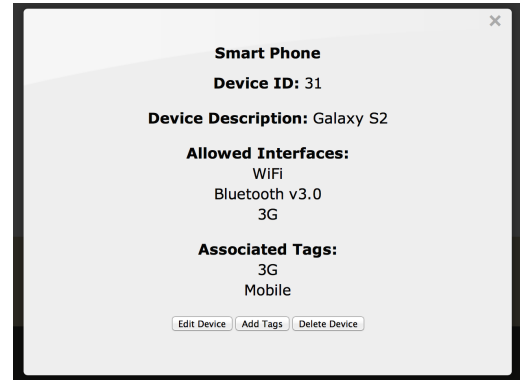 Smart Phone
Device ID: 31
Device Description: Galaxy S2
Allowed Interfaces:
WiFi
Bluetooth v3.0
3G
Associated Tags:
3G
Mobile
Edit Device Add Tags Delete Device